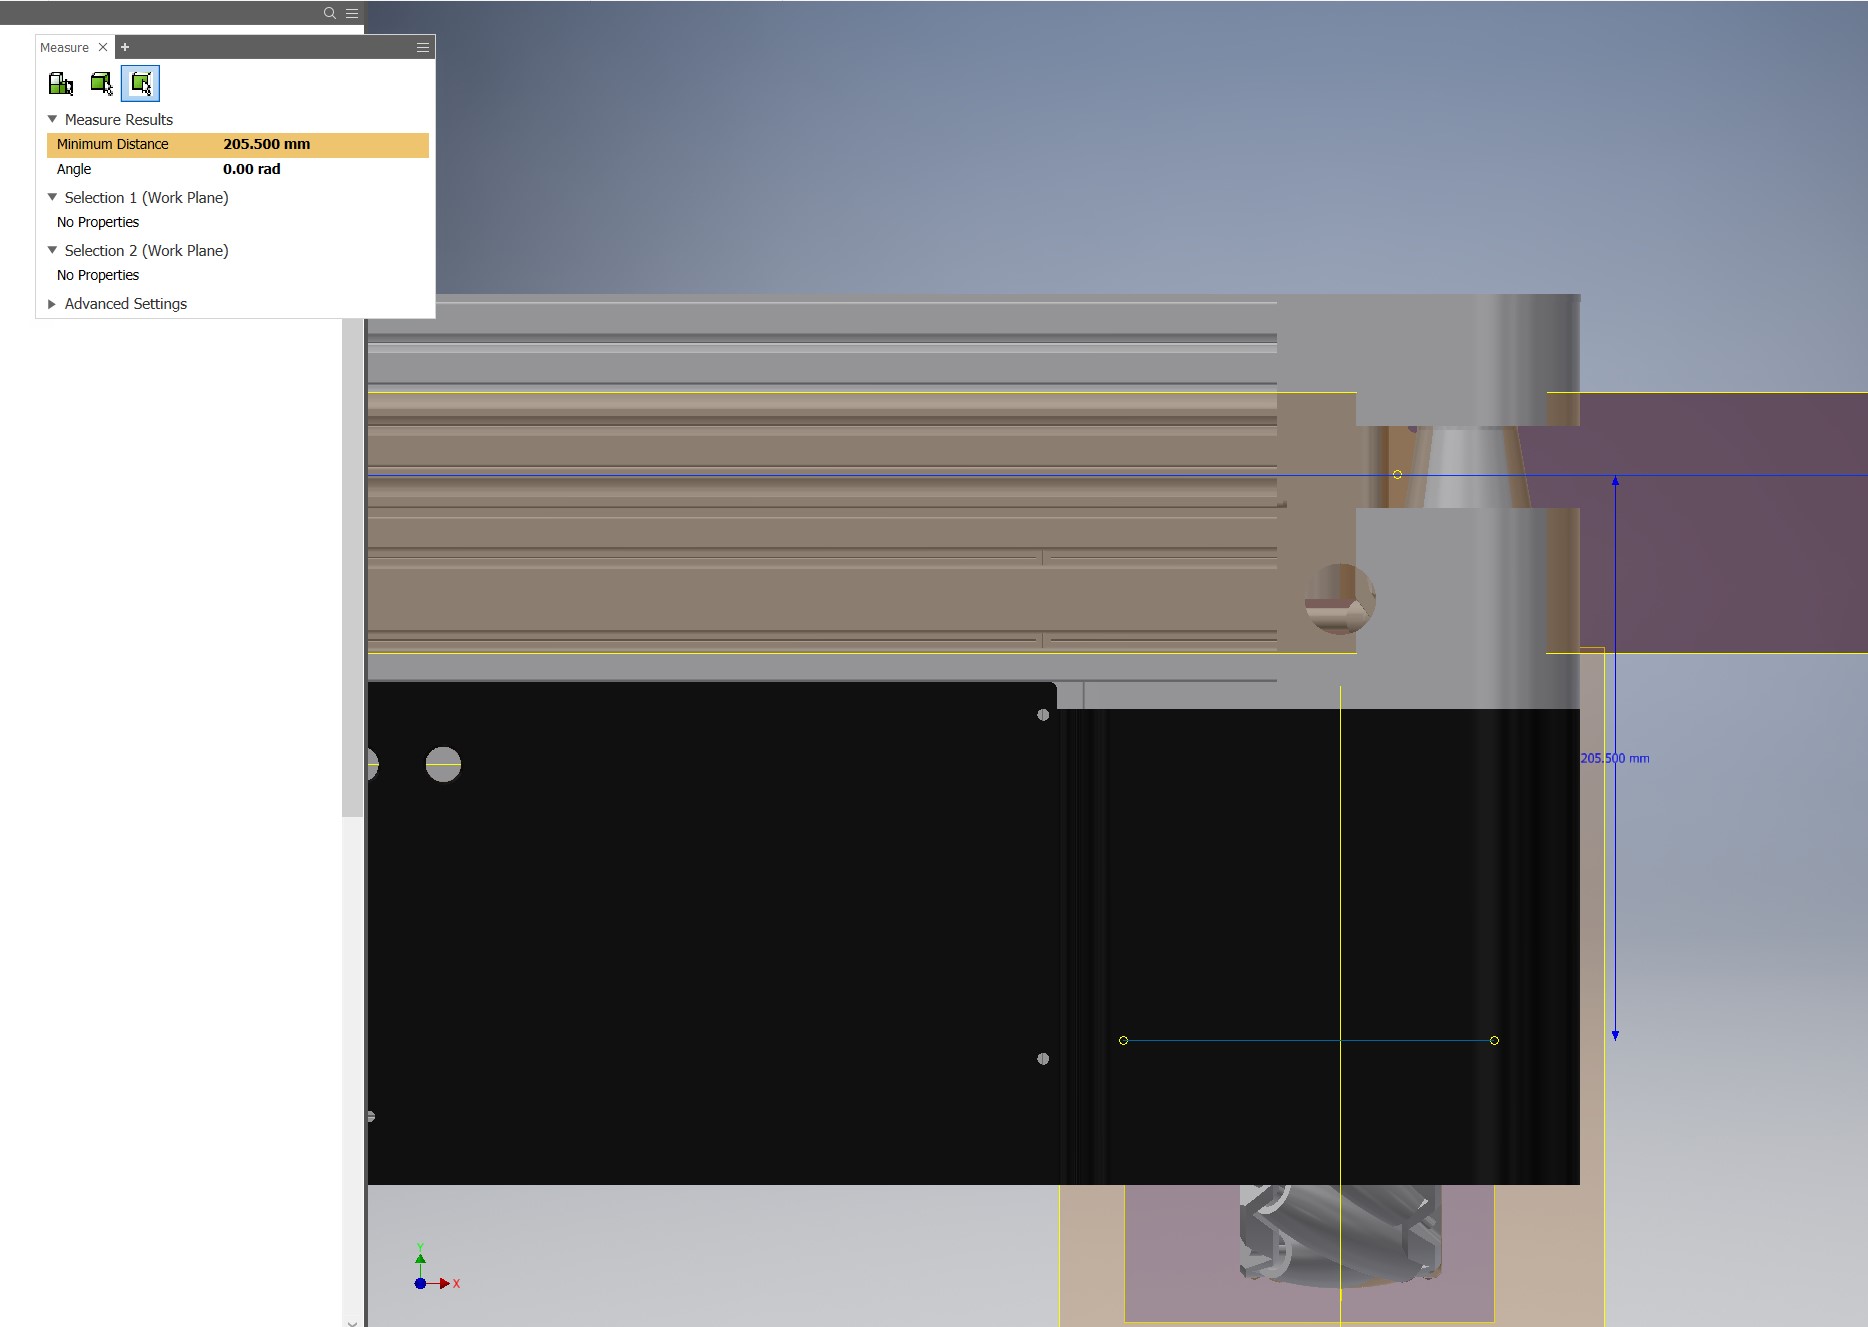 Measure
Measure Results
Minimum Distance 205.500 mm
Angle 0.00 rad
Selection 1 (Work Plane)
No Properties
Selection 2 (Work Plane)
No Properties
Advanced Settings
205.500 mm
Y
X